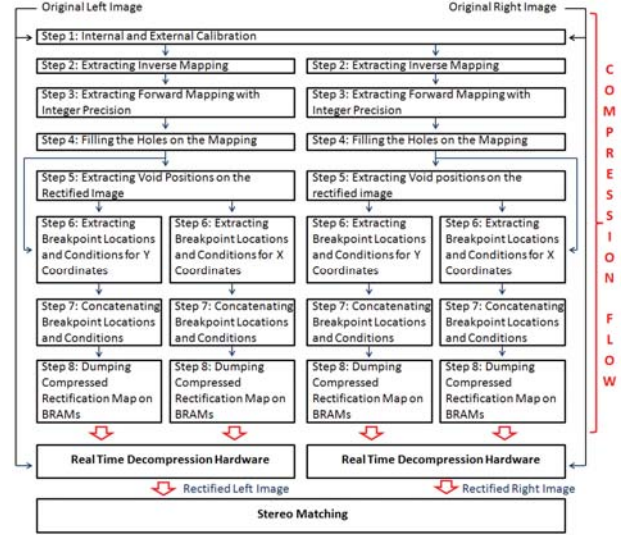 Original Left Image
Original Right Image
Step 1: Internal and External Calibration
Step 2: Extracting Inverse Mapping
Step 2: Extracting Inverse Mapping
Step 3: Extracting Forward Mapping with
Integer Precision
Step 3: Extracting Forward Mapping with
Integer Precision
Step 4: Filling the Holes on the Mapping
Step 4: Filling the Holes on the Mapping
Step 5: Extracting Void Positions on the
Rectified Image
Step 5: Extracting Void positions on the
rectified image
Step 6: Extracting
Breakpoint Locations
and Conditions for Y
Coordinates
Step 6: Extracting
Breakpoint Locations
and Conditions for X
Coordinates
Step 6: Extracting
Breakpoint Locations
and Conditions for Y
Coordinates
Step 6: Extracting
Breakpoint Locations
and Conditions for X
Coordinates
Step 7: Concatenating
Breakpoint Locations
and Conditions
Step 7: Concatenating
Breakpoint Locations
and Conditions
Step 7: Concatenating
Breakpoint Locations
and Conditions
Step 7: Concatenating
Breakpoint Locations
and Conditions
Step 8: Dumping
Compressed
Rectification Map on
BRAMs
Step 8: Dumping
Compressed
Rectification Map on
BRAMs
Step 8: Dumping
Compressed
Rectification Map on
BRAMs
Step 8: Dumping
Compressed
Rectification Map on
BRAMs
Real Time Decompression Hardware
Real Time Decompression Hardware
Rectified Left Image
Rectified Right Image
Stereo Matching
COMPRESSION FLOW